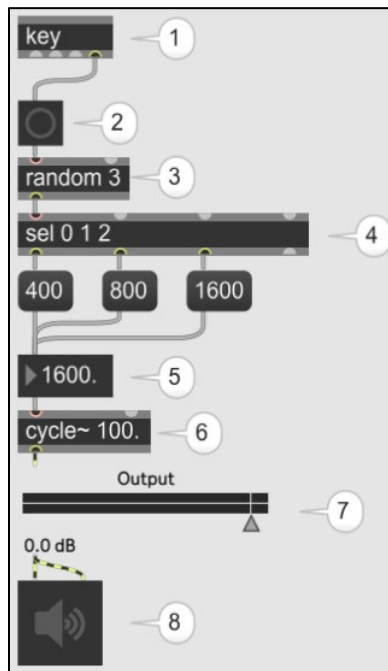 key
1
2
random 3
3
sel 0 1 2
4
400 800 1600
1600.
5
cycle~ 100.
6
Output
7
0.0 dB
8